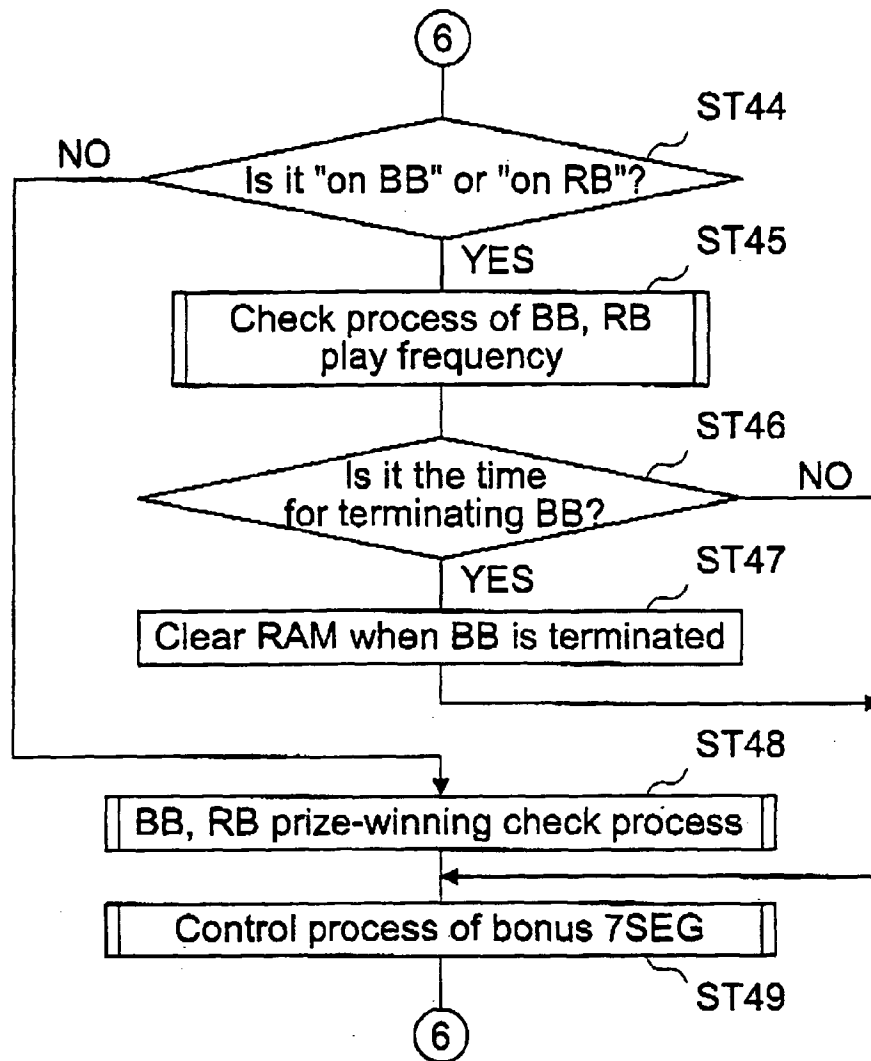 6
ST44
NO
Is it "on BB" or "on RB"?
YES
ST45
Check process of BB, RB
play frequency
ST46
Is it the time
for terminating BB?
NO
YES
ST47
Clear RAM when BB is terminated
ST48
BB, RB prize-winning check process
Control process of bonus 7SEG
ST49
6